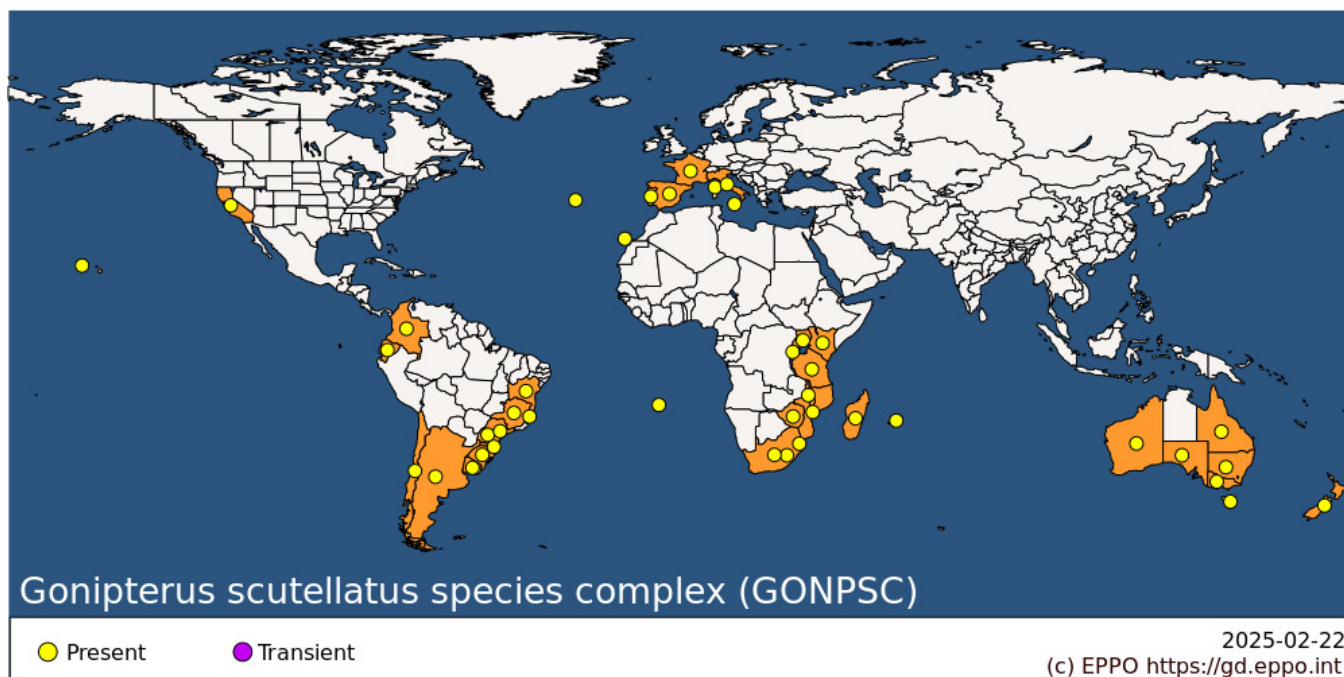 Gonipterus scutellatus species complex (GONPSC)
Present
Transient
2025-02-22
(c) EPPO https://gd.eppo.int